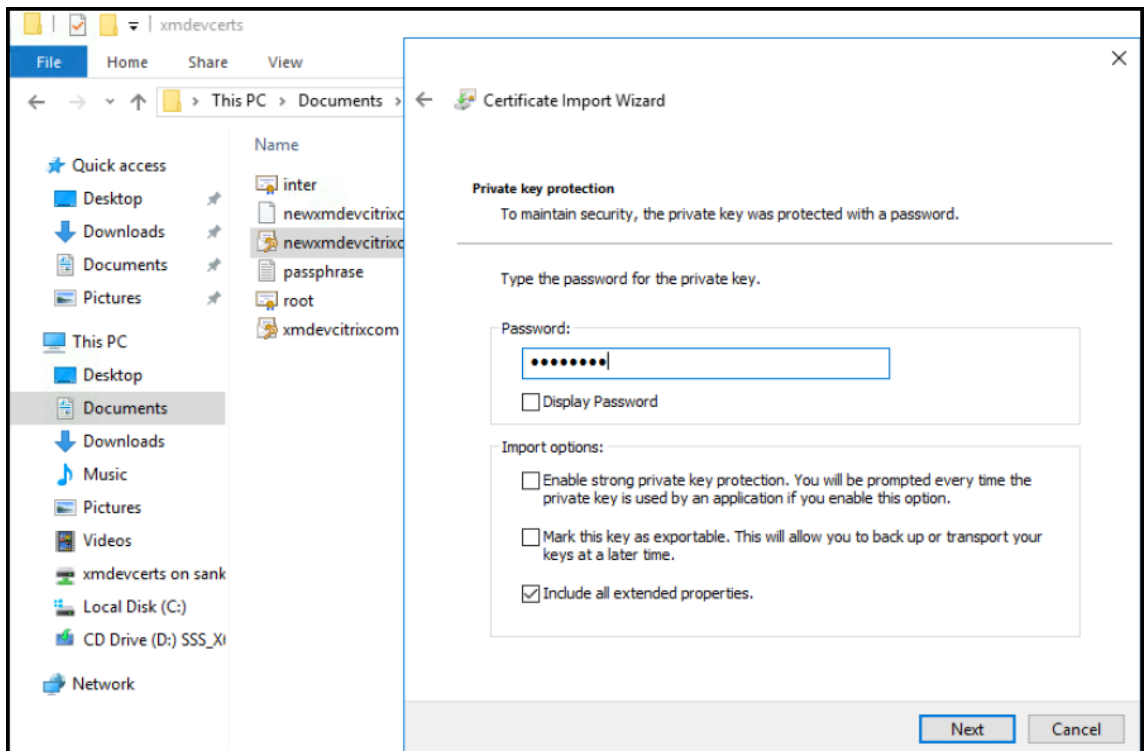 xmdevcerts
File Home Share View
This PC > Documents >
Name
Quick access
Desktop
Downloads
Documents
Pictures
This PC
Desktop
Documents
Downloads
Music
Pictures
Videos
xmdevcerts on sank
Local Disk (C:)
CD Drive (D:) SSS_X
Network
inter
newxmdevcitrixc
newxmdevcitrixc
passphrase
root
xmdevcitrixcom
Certificate Import Wizard
Private key protection
To maintain security, the private key was protected with a password.
Type the password for the private key.
Password:
••••••••
Display Password
Import options:
Enable strong private key protection. You will be prompted every time the
private key is used by an application if you enable this option.
Mark this key as exportable. This will allow you to back up or transport your
keys at a later time.
Include all extended properties.
Next Cancel